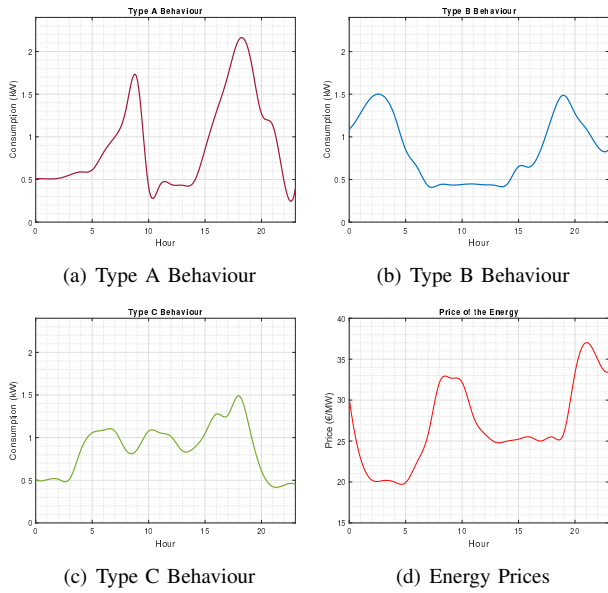 Type A Behaviour
Consumption (kW)
2
1.5
1
0.5
0
0 5 10 15 20
Hour
(a) Type A Behaviour
Type B Behaviour
Consumption (kW)
2
1.5
1
0.5
0
0 5 10 15 20
Hour
(b) Type B Behaviour
Type C Behaviour
Consumption (kW)
2
1.5
1
0.5
0
0 5 10 15 20
Hour
(c) Type C Behaviour
Price of the Energy
Price (€/MW)
40
35
30
25
20
15
0 5 10 15 20
Hour
(d) Energy Prices